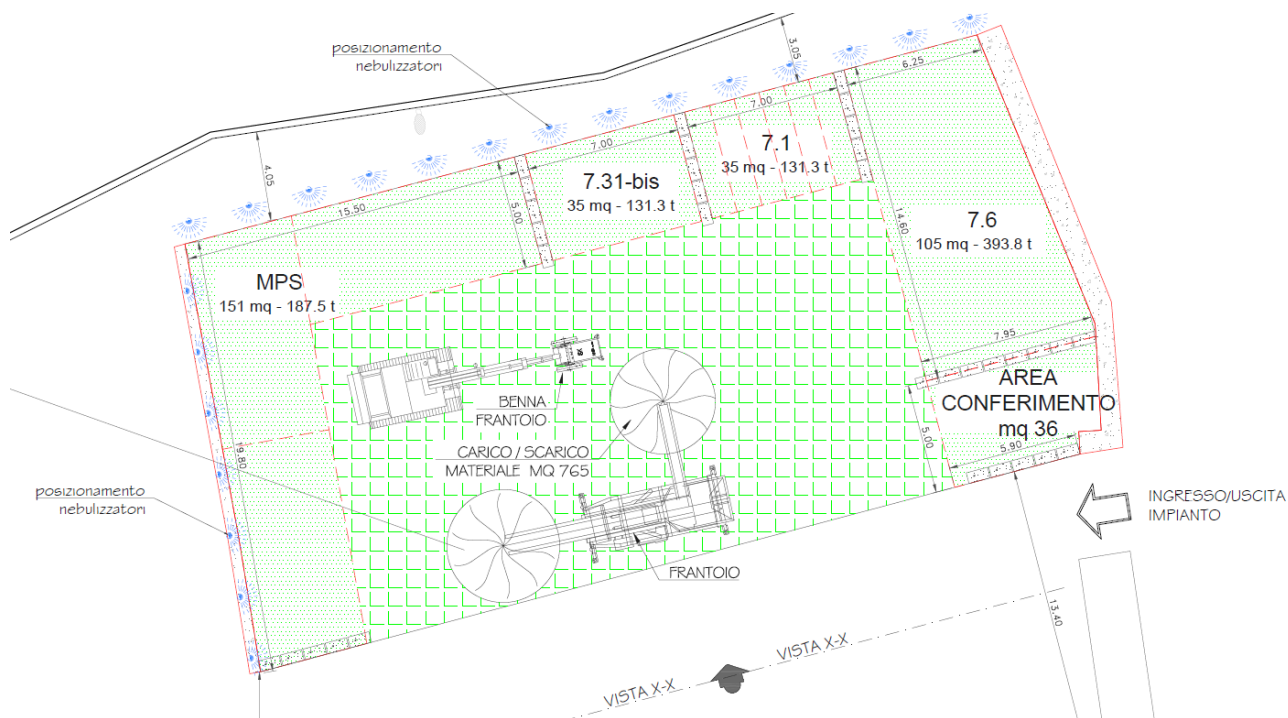 posizionamento
nebulizzatori
3.05
6.25
7.00
7.1
35 mq - 131.3 t
7.00
7.31-bis
35 mq - 131.3 t
4.05
15.50
5.00
14.60
7.6
105 mq - 393.8 t
MPS
151 mq - 187.5 t
7.95
AREA
CONFERIMENTO
mq 36
BENNA
FRANTOIO
CARICO / SCARICO
MATERIALE MQ 765
5.00
5.90
19.80
posizionamento
nebulizzatori
INGRESSO/USCITA
IMPIANTO
FRANTOIO
13.40
VISTA X-X
VISTA X-X